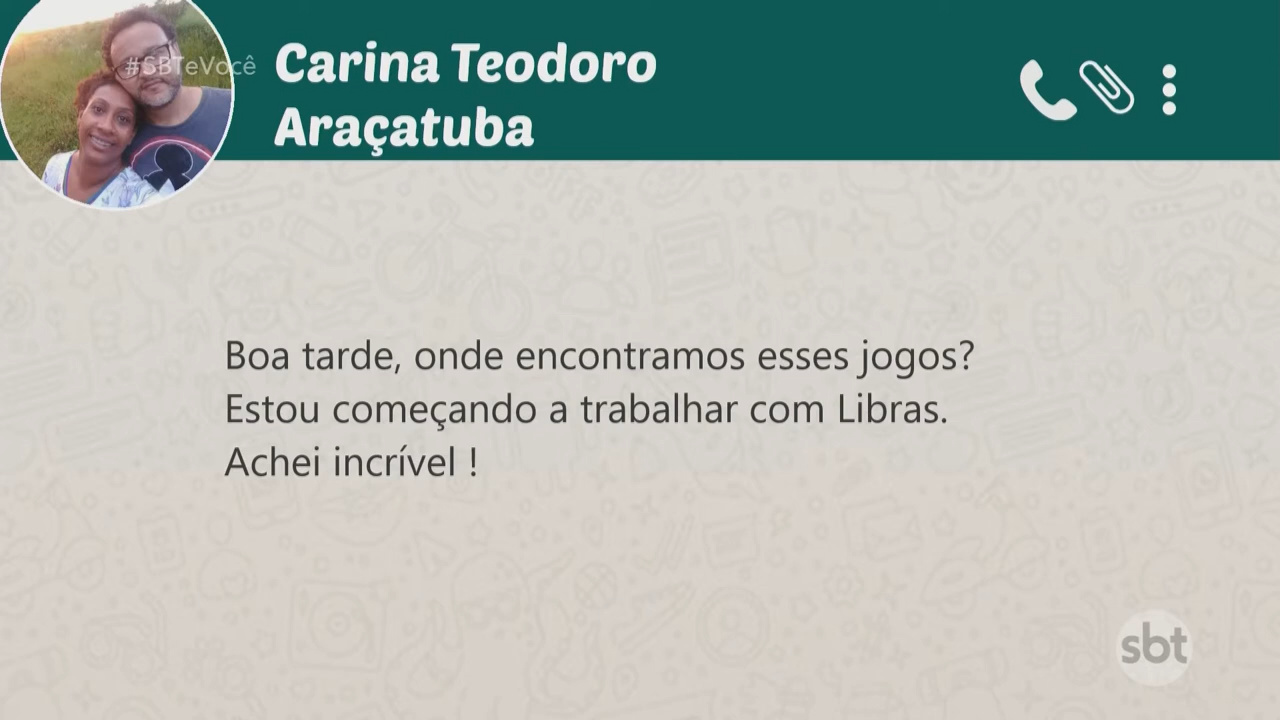 #SBTeVocê
Carina Teodoro
Araçatuba
Boa tarde, onde encontramos esses jogos?
Estou começando a trabalhar com Libras.
Achei incrível !
sbt